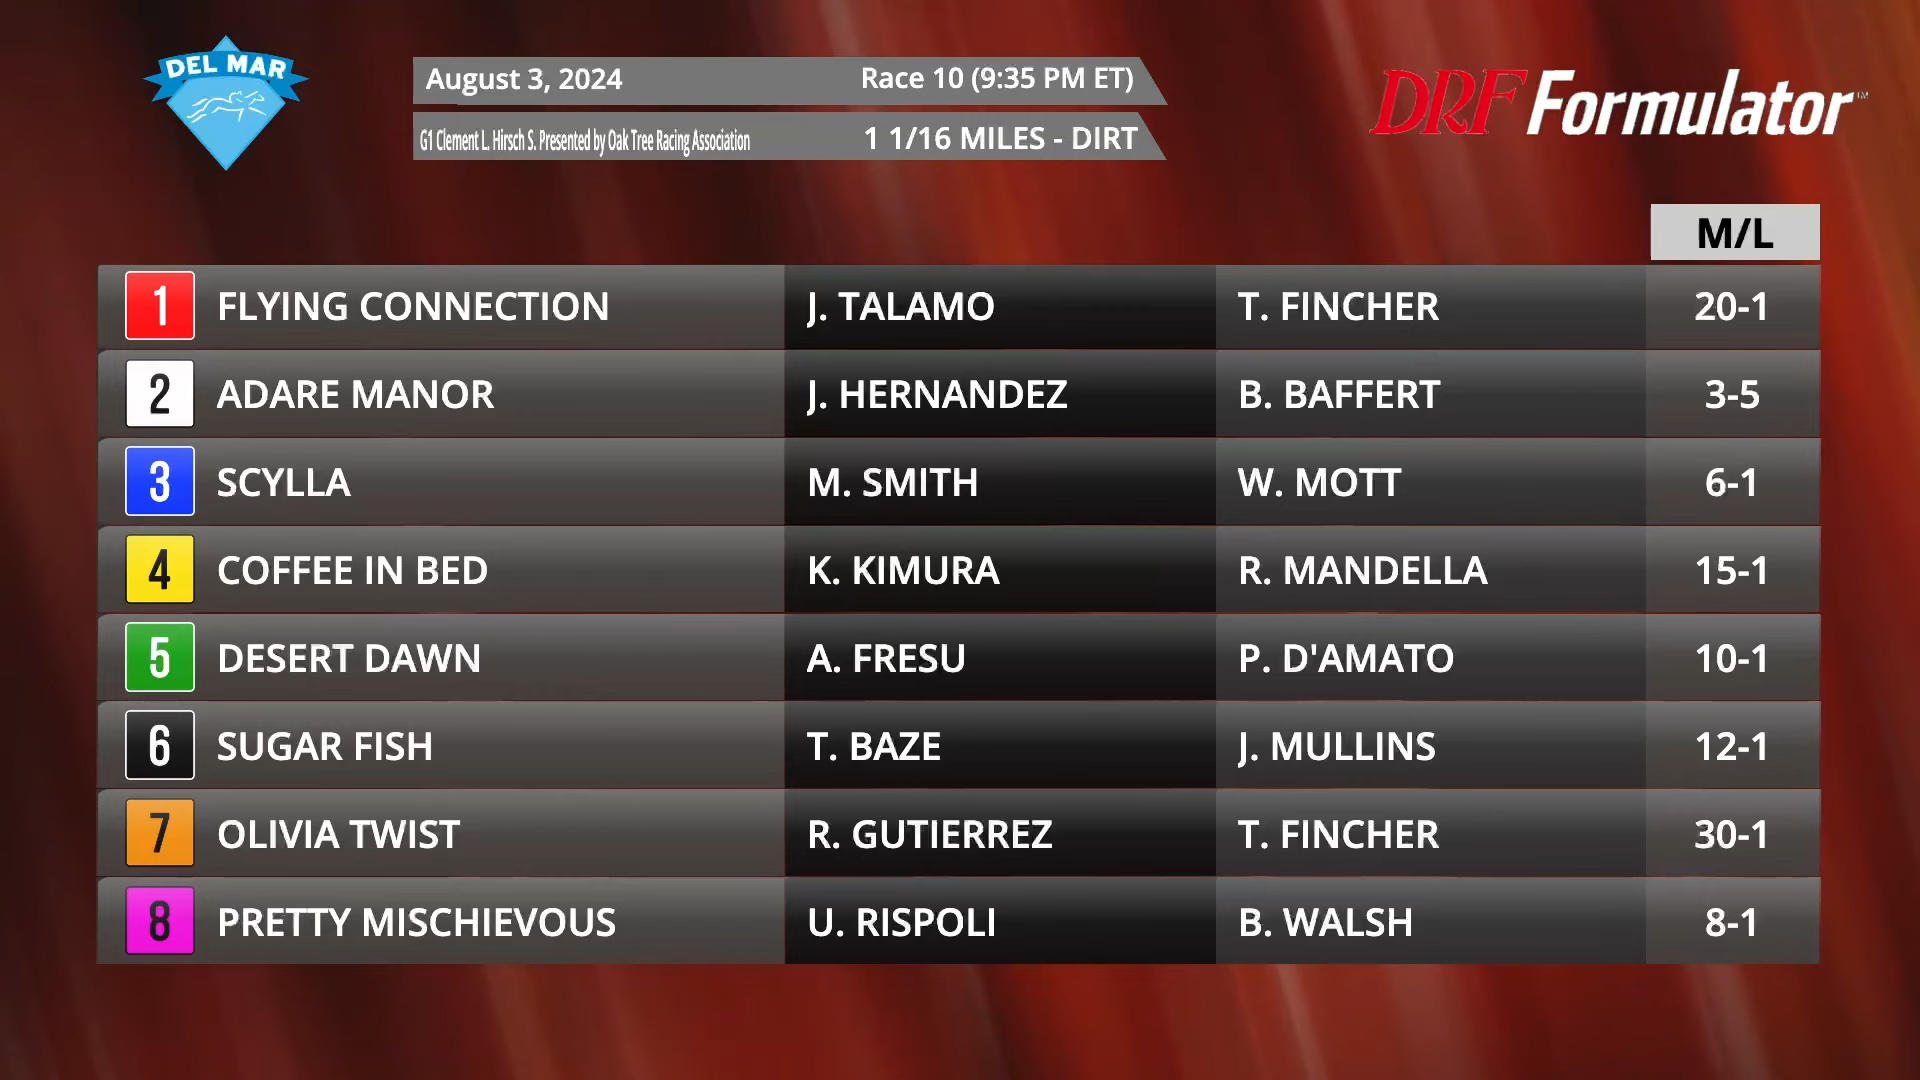 DEL MAR
August 3, 2024 Race 10 (9:35 PM ET)
G1 Clement L. Hirsch S. Presented by Oak Tree Racing Association 1 1/16 MILES - DIRT
DRF Formulator™
M/L
1 FLYING CONNECTION J. TALAMO T. FINCHER 20-1
2 ADARE MANOR J. HERNANDEZ B. BAFFERT 3-5
3 SCYLLA M. SMITH W. MOTT 6-1
4 COFFEE IN BED K. KIMURA R. MANDELLA 15-1
5 DESERT DAWN A. FRESU P. D'AMATO 10-1
6 SUGAR FISH T. BAZE J. MULLINS 12-1
7 OLIVIA TWIST R. GUTIERREZ T. FINCHER 30-1
8 PRETTY MISCHIEVOUS U. RISPOLI B. WALSH 8-1